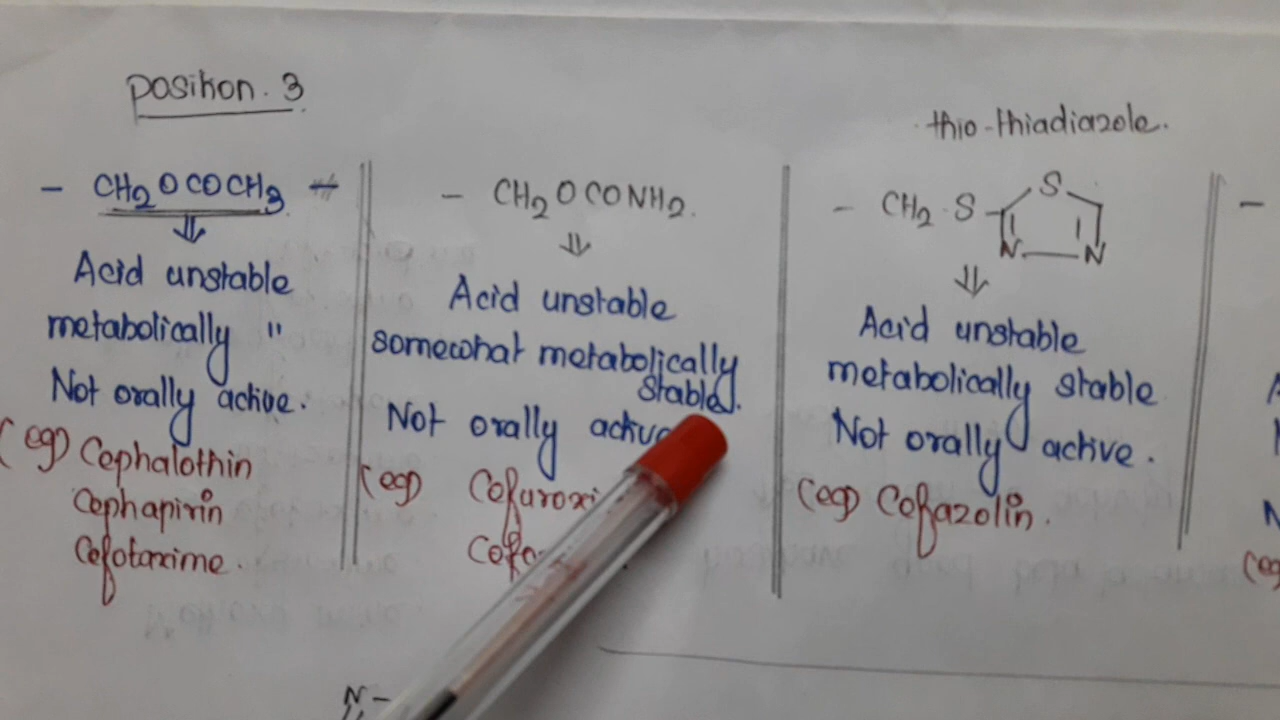 Position. 3
- CH2OCOCH3
Acid unstable
metabolically "
Not orally active.
(eg) Cephalothin
Cephapirin
Cefotaxime.
- CH2OCONH2.
Acid unstable
somewhat metabolically
stable.
Not orally
(eg)
thio-thiadiazole.
- CH2 S
S
N N
Acid unstable
metabolically stable
Not orally active.
(eg) Cefazolin.
-
(eg)
N-